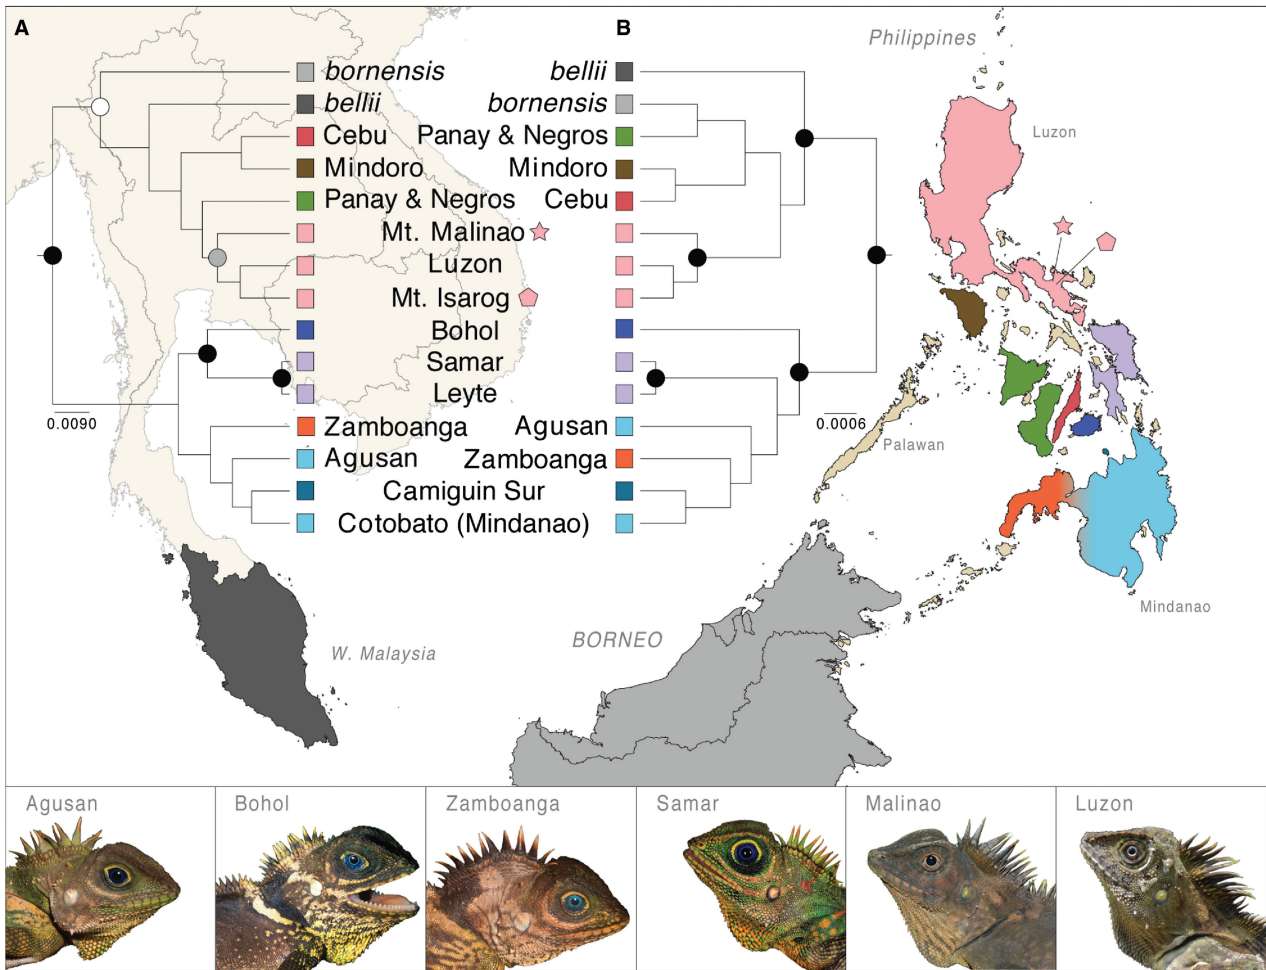 A
B
Philippines
bornensis
bellii
bellii
bornensis
Luzon
Cebu
Panay & Negros
Mindoro
Mindoro
Panay & Negros
Cebu
Mt. Malinao
Luzon
Mt. Isarog
Bohol
Samar
Leyte
0.0090
0.0006
Palawan
Zamboanga
Agusan
Agusan
Zamboanga
Camiguin Sur
Cotobato (Mindanao)
Mindanao
BORNEO
W. Malaysia
Agusan
Bohol
Zamboanga
Samar
Malinao
Luzon